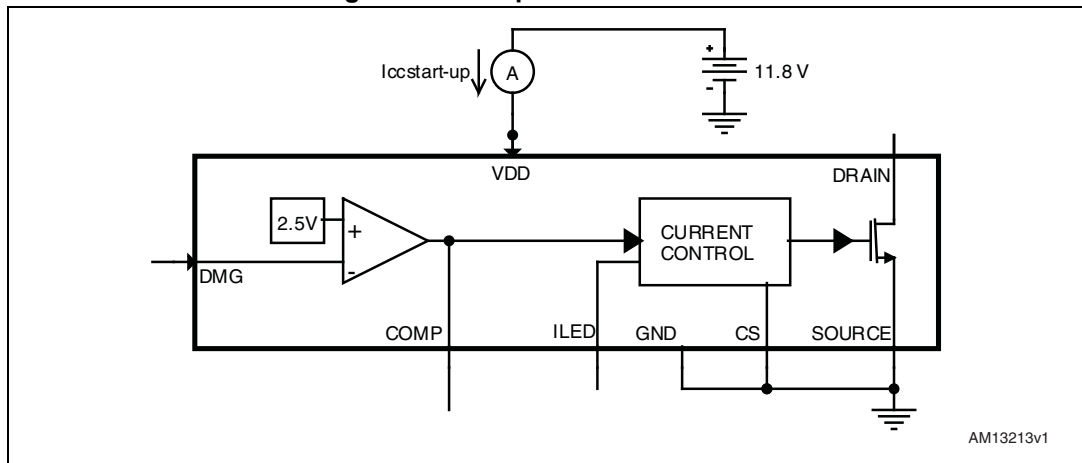 Iccstart-up
A
+
-
11.8 V
VDD
DRAIN
2.5V
+
-
CURRENT
CONTROL
DMG
COMP
ILED
GND
CS
SOURCE
AM13213v1